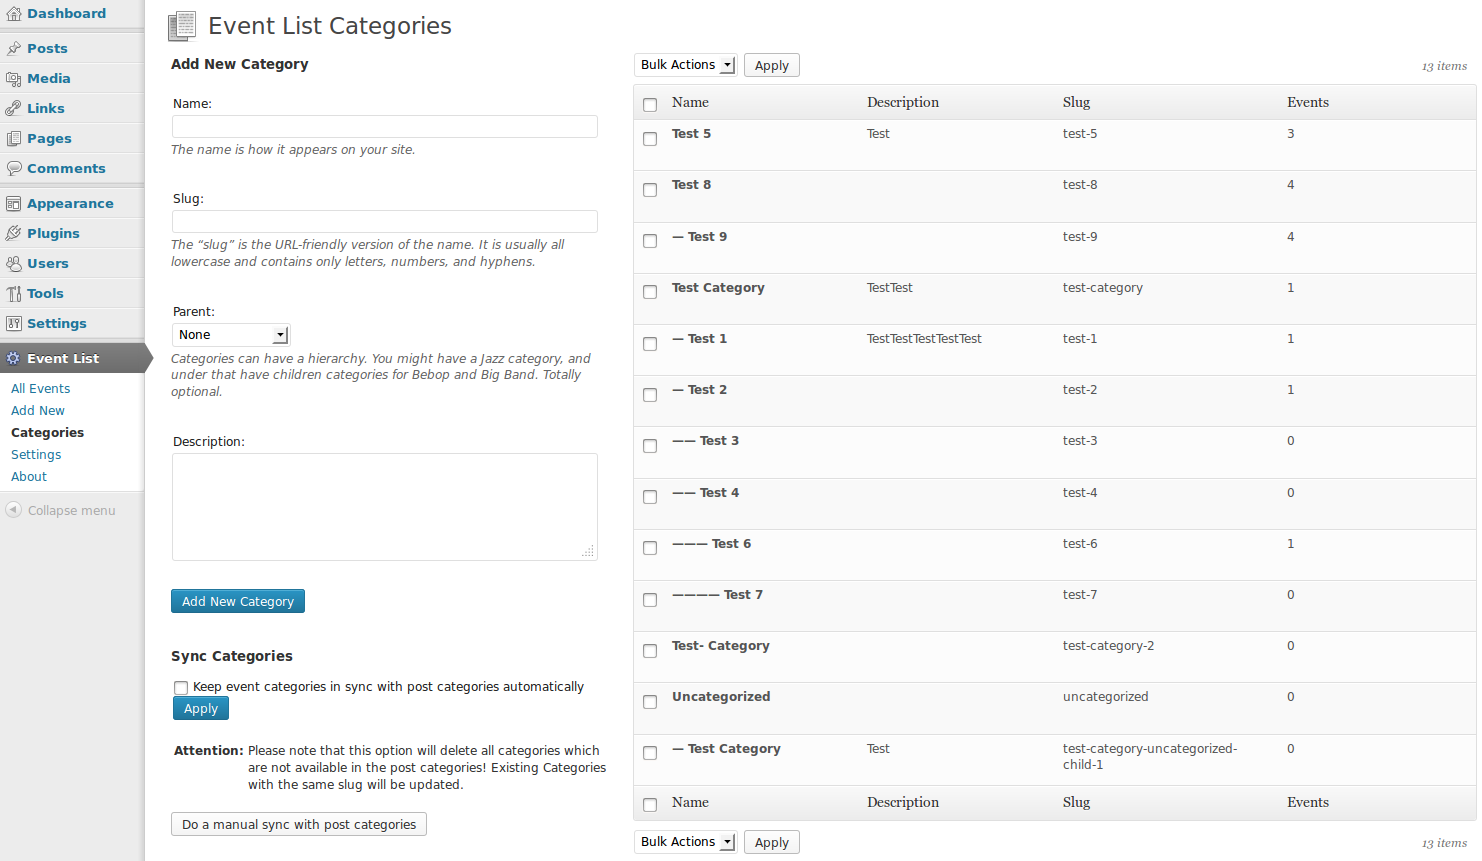 Dashboard
Posts
Media
Links
Pages
Comments
Appearance
Plugins
Users
Tools
Settings
Event List
All Events
Add New
Categories
Settings
About
Collapse menu
Event List Categories
Add New Category
Name:
The name is how it appears on your site.
Slug:
The “slug” is the URL-friendly version of the name. It is usually all
lowercase and contains only letters, numbers, and hyphens.
Parent:
None
Categories can have a hierarchy. You might have a Jazz category, and
under that have children categories for Bebop and Big Band. Totally
optional.
Description:
Add New Category
Sync Categories
Keep event categories in sync with post categories automatically
Apply
Attention: Please note that this option will delete all categories which
are not available in the post categories! Existing Categories
with the same slug will be updated.
Do a manual sync with post categories
Bulk Actions Apply 13 items
Name Description Slug Events
Test 5 Test test-5 3
Test 8 test-8 4
— Test 9 test-9 4
Test Category TestTest test-category 1
— Test 1 TestTestTestTestTest test-1 1
— Test 2 test-2 1
—— Test 3 test-3 0
—— Test 4 test-4 0
——— Test 6 test-6 1
———— Test 7 test-7 0
Test- Category test-category-2 0
Uncategorized uncategorized 0
— Test Category Test test-category-uncategorized- 0
child-1
Name Description Slug Events
Bulk Actions Apply 13 items